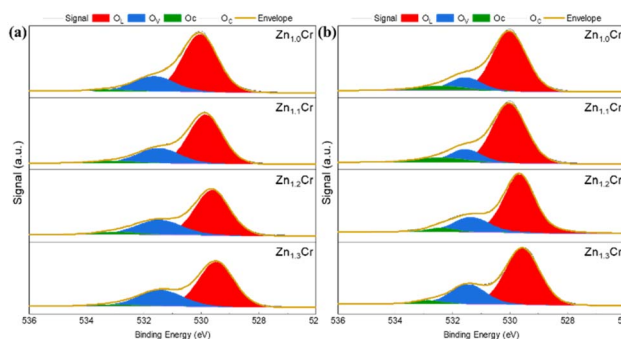 Signal O_L O_V Oc O_C Envelope
(a)
Zn1.0Cr
Zn1.1Cr
Zn1.2Cr
Zn1.3Cr
Signal (a.u.)
536 534 532 530 528 52
Binding Energy (eV)
Signal O_L O_V Oc O_C Envelope
(b)
Zn1.0Cr
Zn1.1Cr
Zn1.2Cr
Zn1.3Cr
Signal (a.u.)
536 534 532 530 528
Binding Energy (eV)